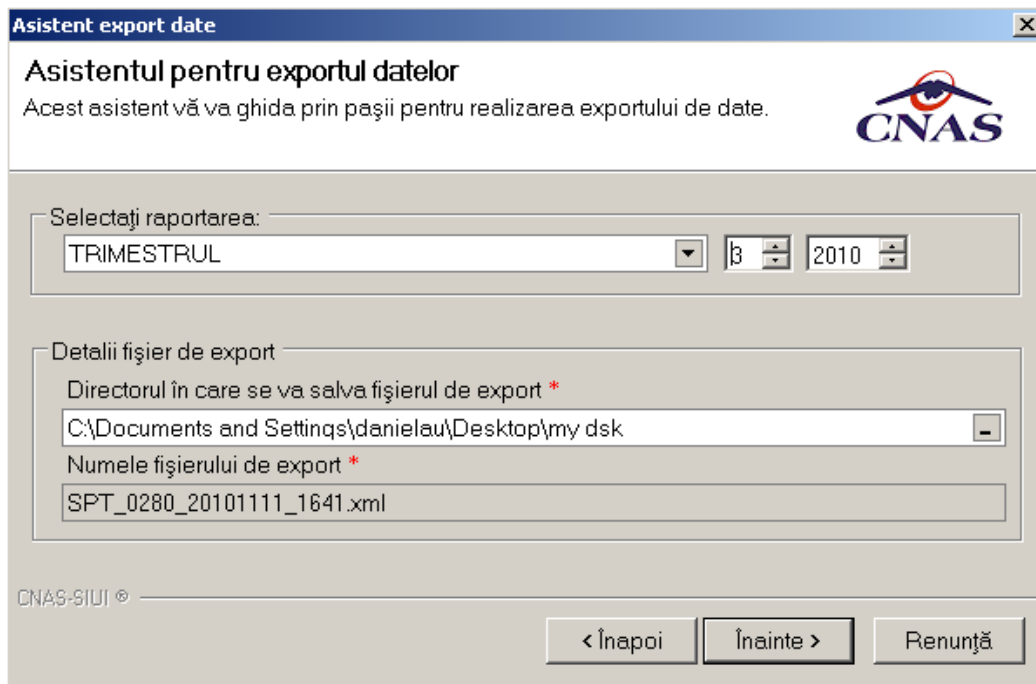 Asistent export date
Asistentul pentru exportul datelor
Acest asistent vă va ghida prin paşii pentru realizarea exportului de date.
CNAS
Selectaţi raportarea:
TRIMESTRUL 3 2010
Detalii fişier de export
Directorul în care se va salva fişierul de export *
C:\Documents and Settings\danielau\Desktop\my dsk
Numele fişierului de export *
SPT_0280_20101111_1641.xml
CNAS-SIUI ®
< Înapoi Înainte > Renunţă